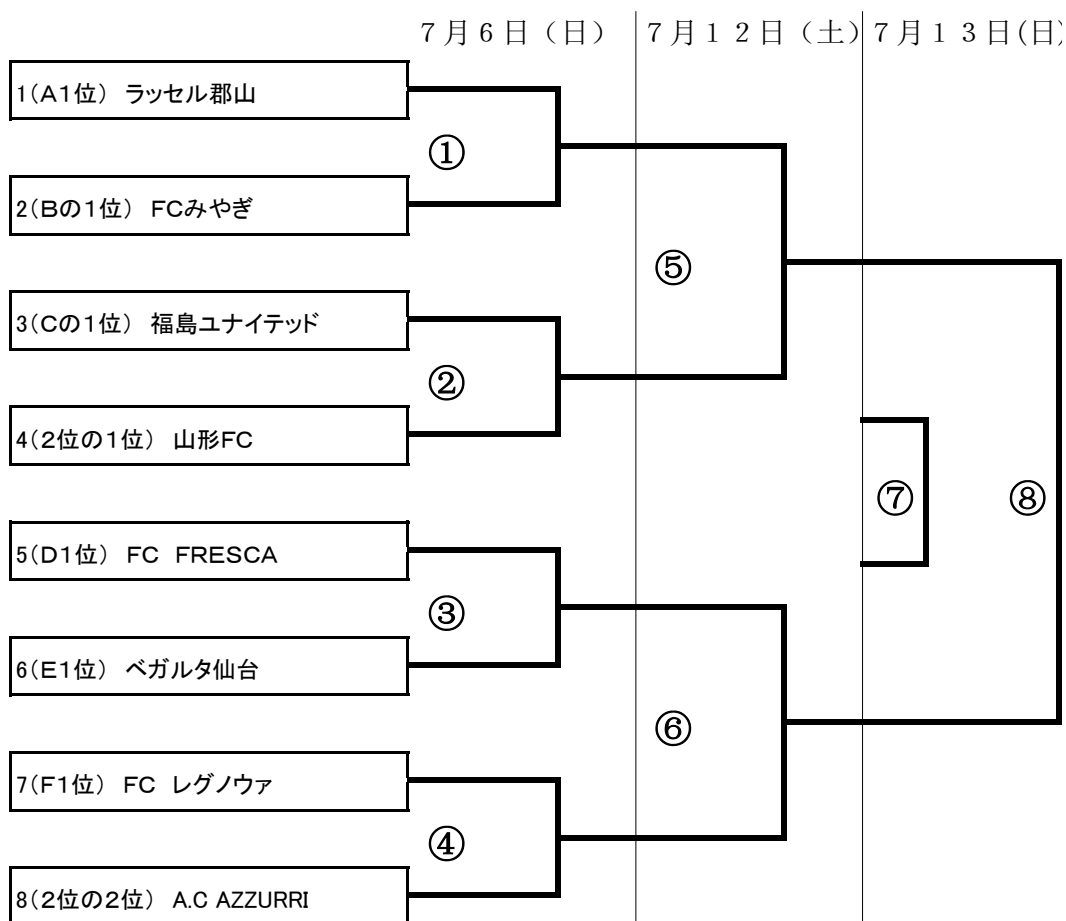 ７月６日（日） ７月１２日（土） ７月１３日(日)
1(A1位) ラッセル郡山
①
2(Bの1位) FCみやぎ
⑤
3(Cの1位) 福島ユナイテッド
②
4(2位の1位) 山形FC
⑦ ⑧
5(D1位) FC FRESCA
③
6(E1位) ベガルタ仙台
⑥
7(F1位) FC レグノウァ
④
8(2位の2位) A.C AZZURRI